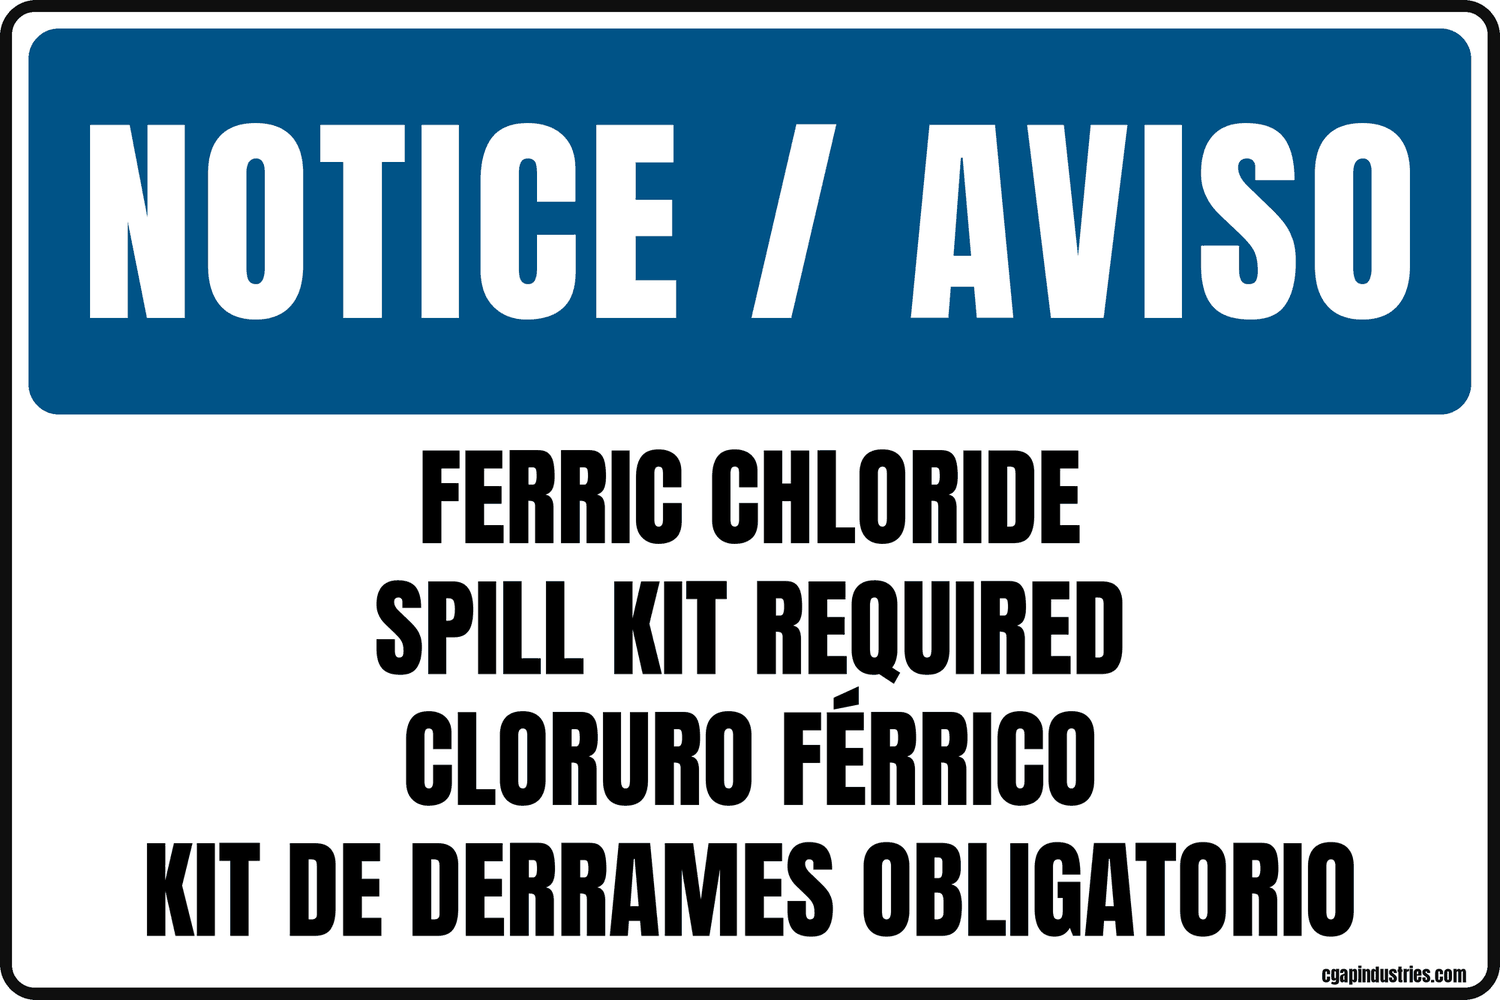 NOTICE / AVISO
FERRIC CHLORIDE
SPILL KIT REQUIRED
CLORURO FÉRRICO
KIT DE DERRAMES OBLIGATORIO
cgapindustries.com